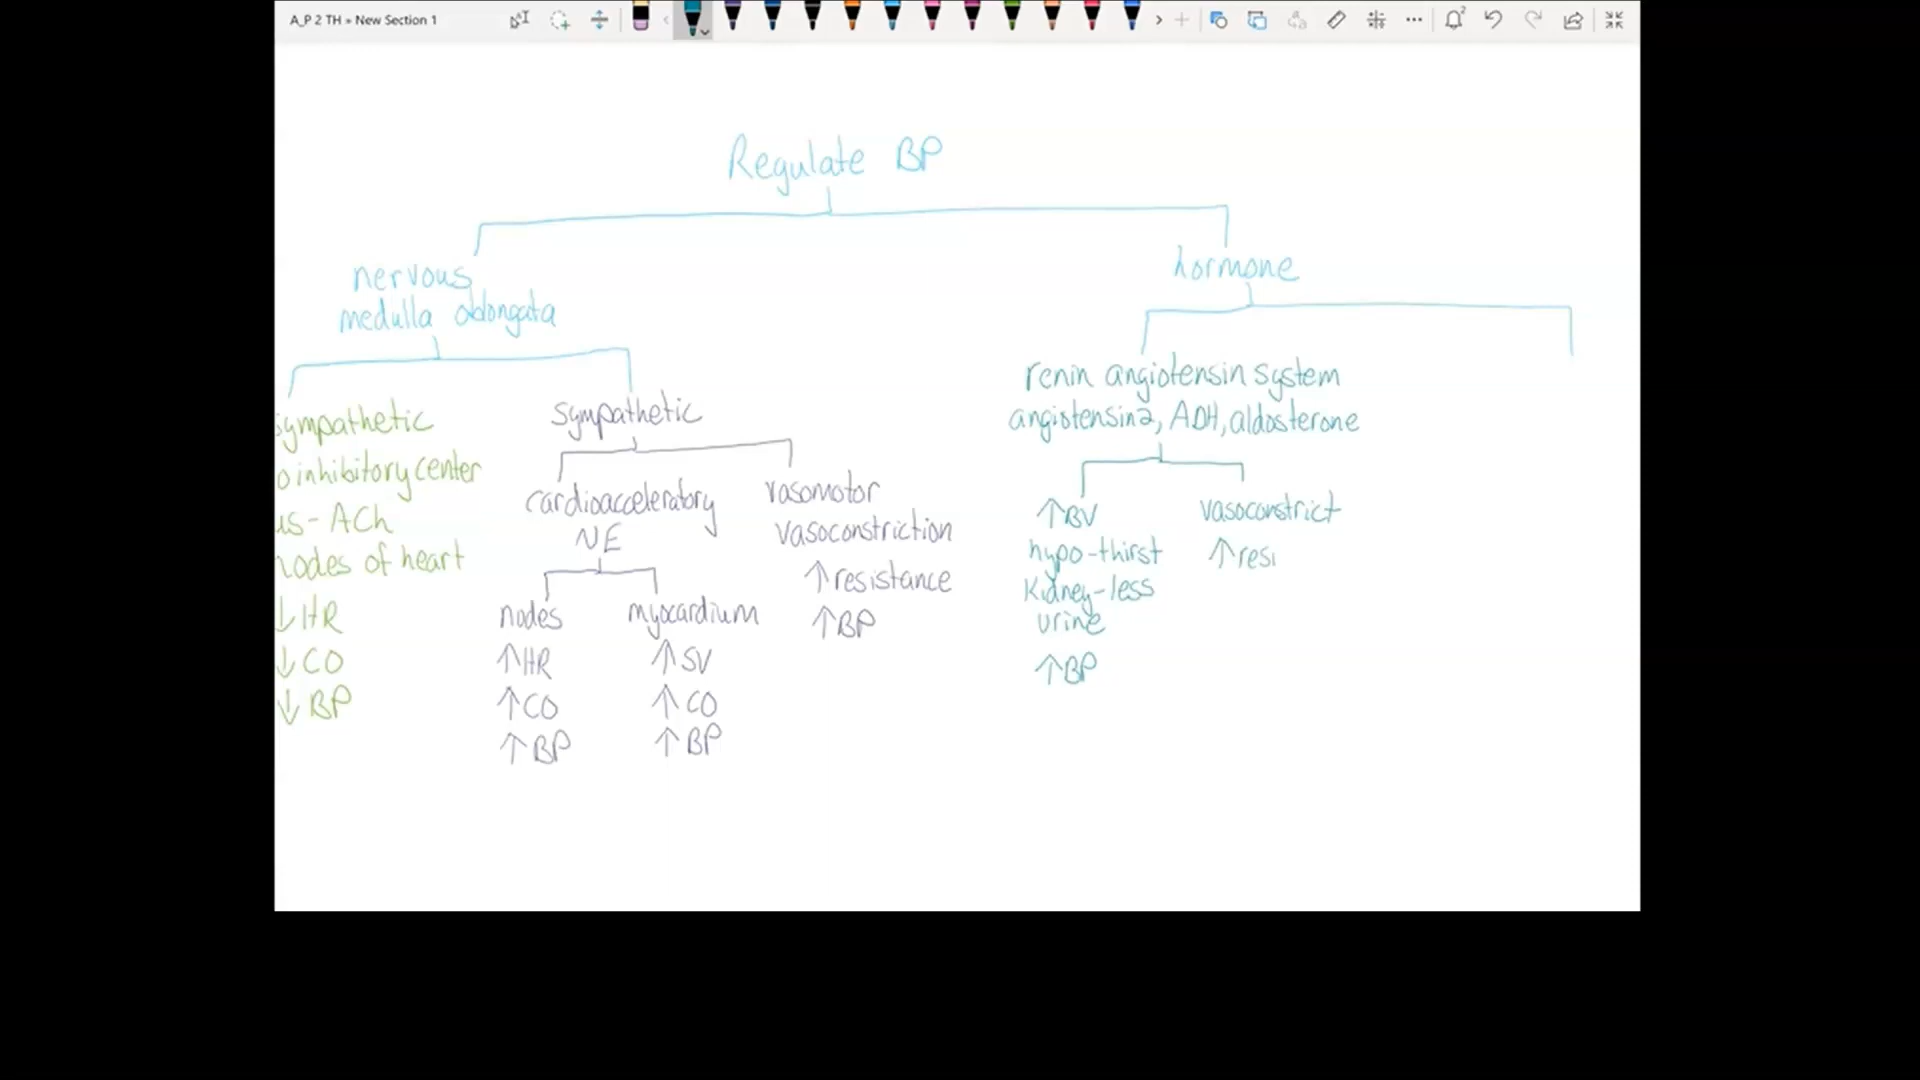 A_P 2 TH » New Section 1
Regulate BP
nervous
medulla oblongata
hormone
sympathetic
o inhibitory center
us - ACh
nodes of heart
↓ HR
↓ CO
↓ BP
sympathetic
cardioacceleratory
NE
nodes
↑ HR
↑ CO
↑ BP
myocardium
↑ SV
↑ CO
↑ BP
vasomotor
vasoconstriction
↑ resistance
↑ BP
renin angiotensin system
angiotensin 2, ADH, aldosterone
↑ BV
hypo - thirst
Kidney - less
urine
↑ BP
vasoconstrict
↑ resi